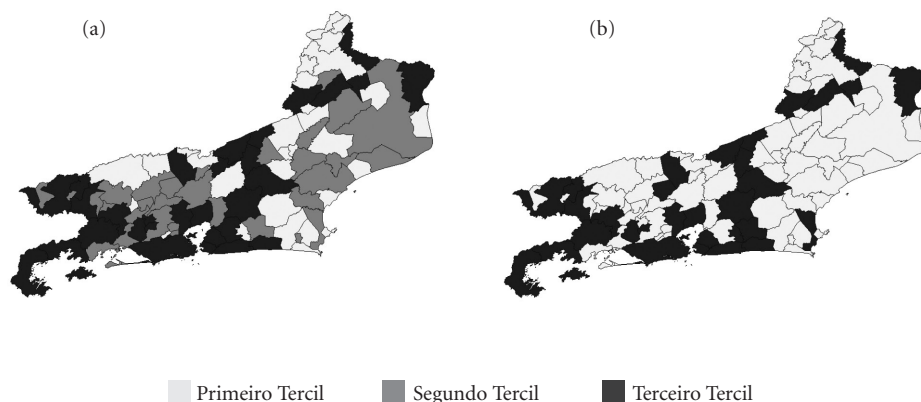 (a)
(b)
Primeiro Tercil
Segundo Tercil
Terceiro Tercil